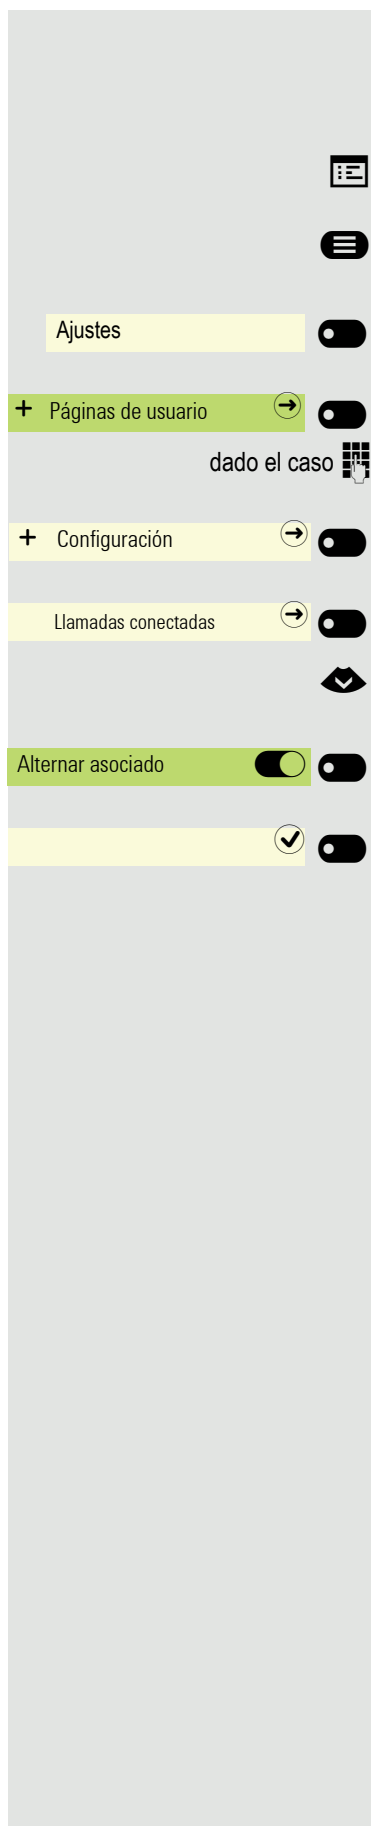 Ajustes
+ Páginas de usuario
dado el caso
+ Configuración
Llamadas conectadas
Alternar asociado